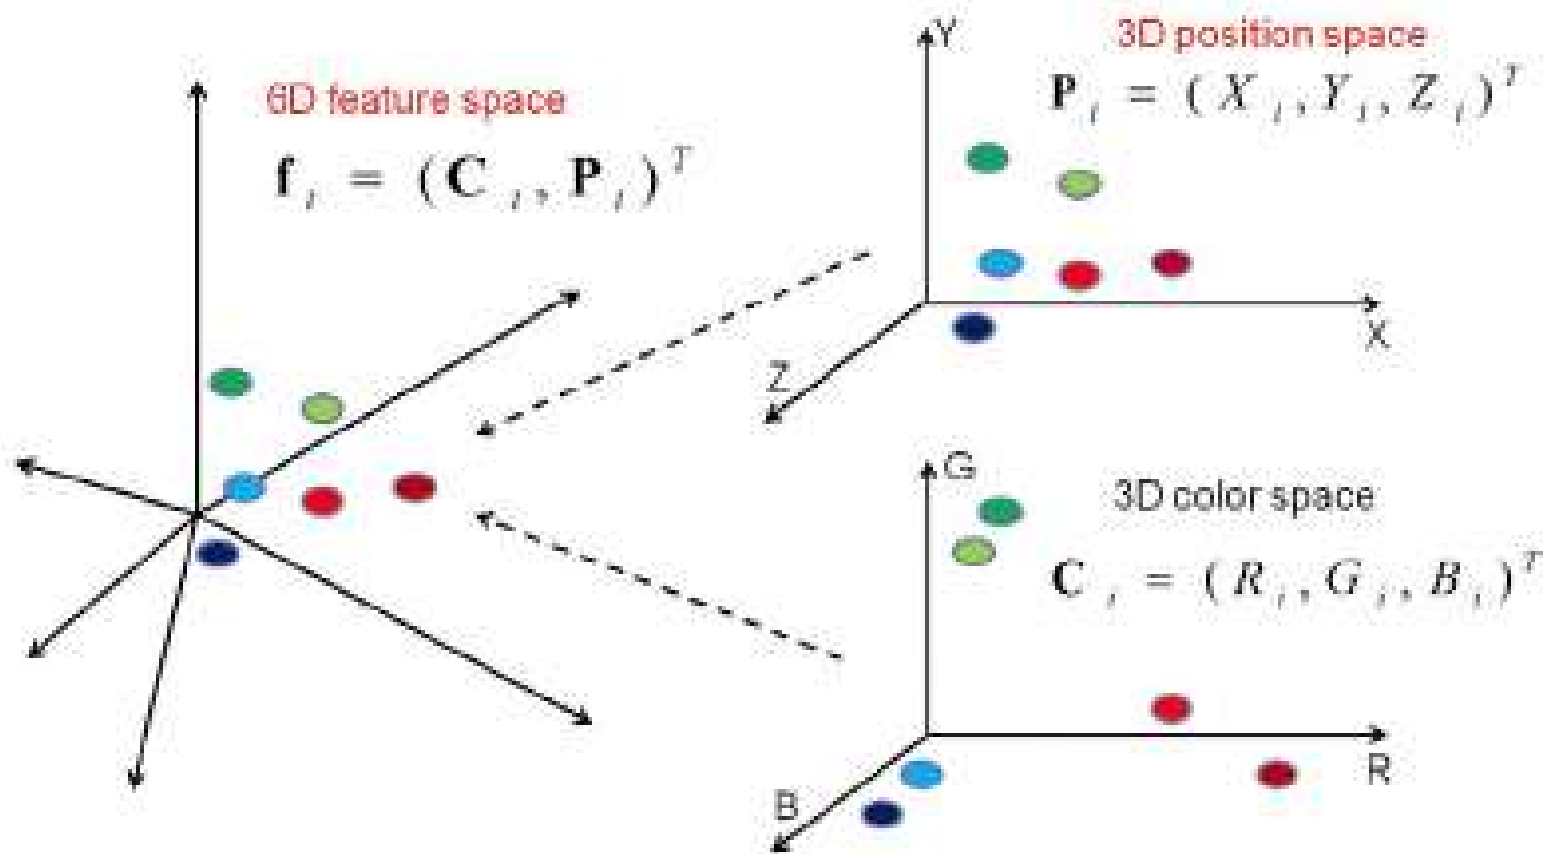 6D feature space
f_i = (C_i, P_i)^T
Y
3D position space
P_i = (X_i, Y_i, Z_i)^T
X
Z
G
3D color space
C_i = (R_i, G_i, B_i)^T
R
B